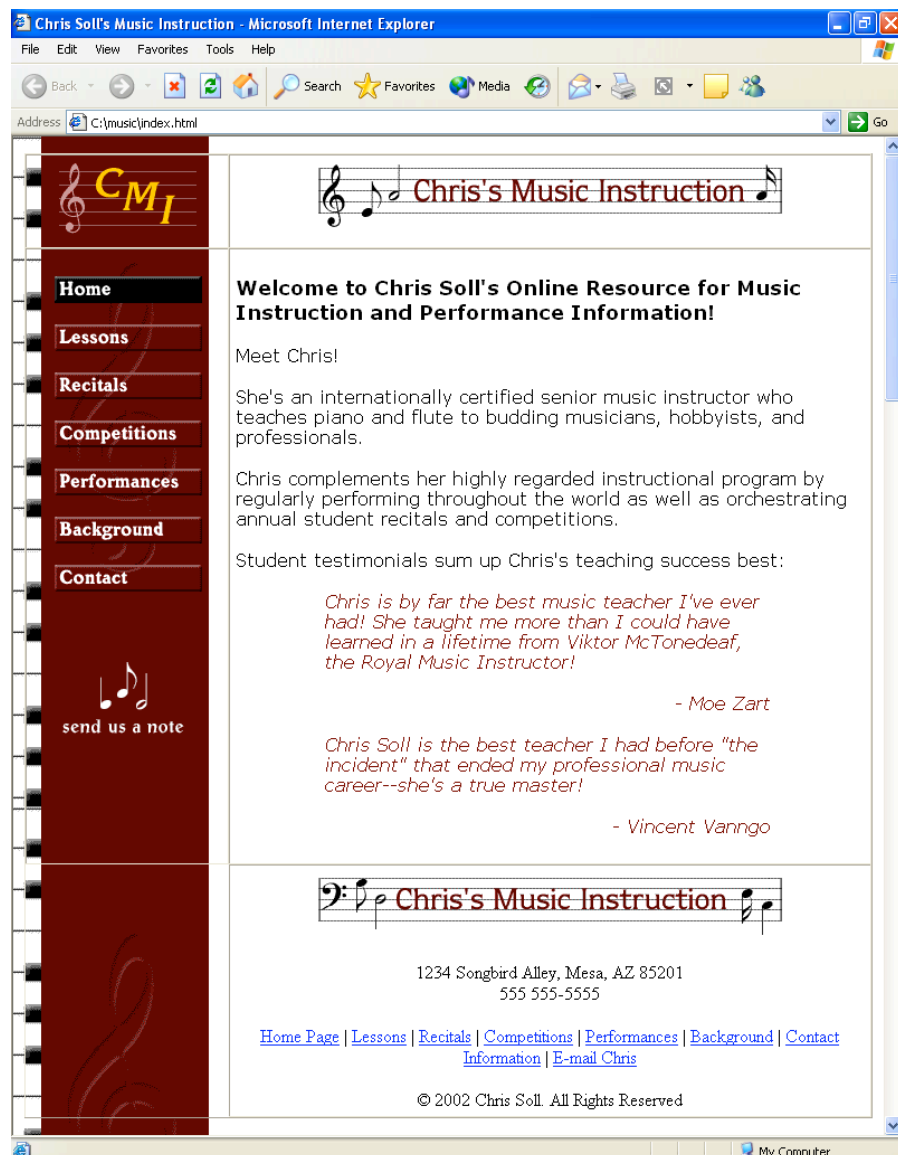 Chris Soll's Music Instruction - Microsoft Internet Explorer
File Edit View Favorites Tools Help
Back Search Favorites Media
Address C:\music\index.html Go
CMI
Chris's Music Instruction
Home
Lessons
Recitals
Competitions
Performances
Background
Contact
send us a note
Welcome to Chris Soll's Online Resource for Music
Instruction and Performance Information!
Meet Chris!
She's an internationally certified senior music instructor who
teaches piano and flute to budding musicians, hobbyists, and
professionals.
Chris complements her highly regarded instructional program by
regularly performing throughout the world as well as orchestrating
annual student recitals and competitions.
Student testimonials sum up Chris's teaching success best:
Chris is by far the best music teacher I've ever
had! She taught me more than I could have
learned in a lifetime from Viktor McTonedeaf,
the Royal Music Instructor!
- Moe Zart
Chris Soll is the best teacher I had before "the
incident" that ended my professional music
career--she's a true master!
- Vincent Vanngo
Chris's Music Instruction
1234 Songbird Alley, Mesa, AZ 85201
555 555-5555
Home Page | Lessons | Recitals | Competitions | Performances | Background | Contact
Information | E-mail Chris
© 2002 Chris Soll. All Rights Reserved
My Computer